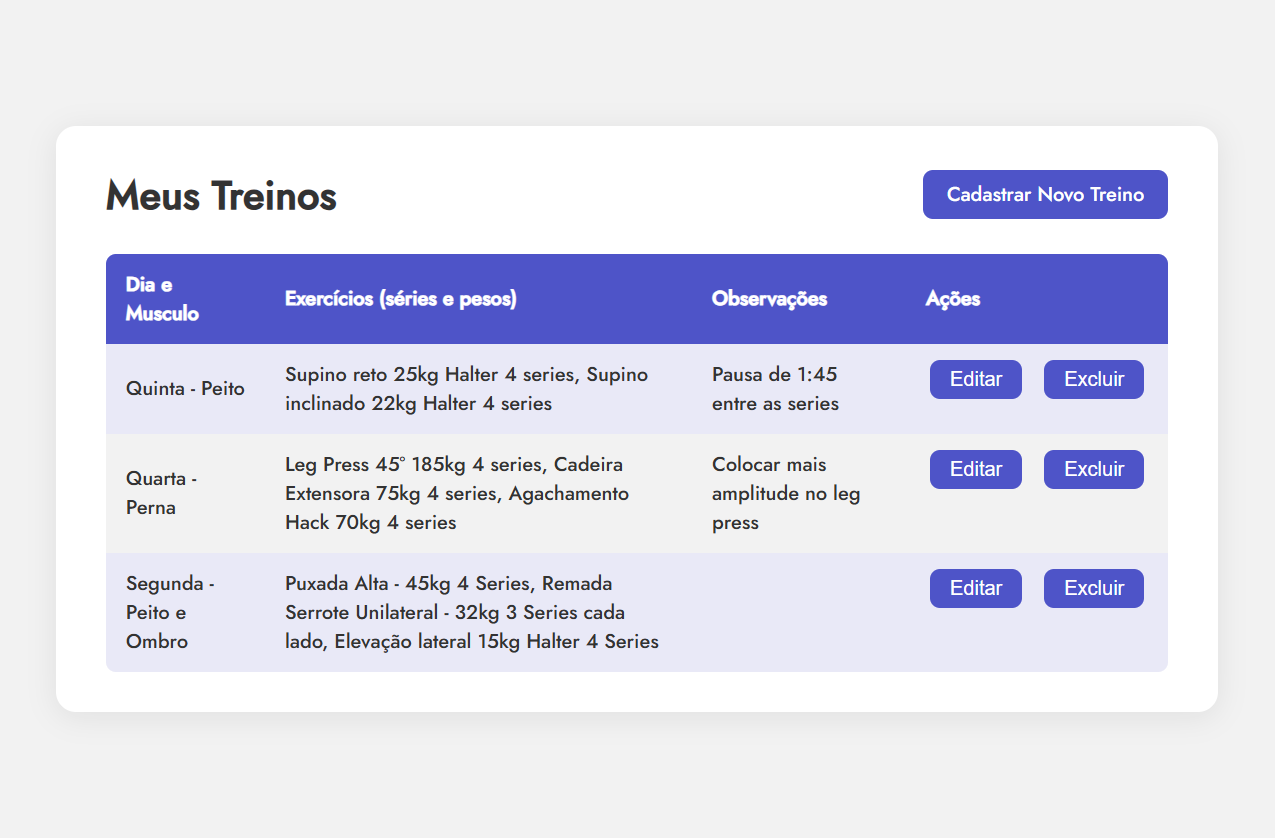 Meus Treinos
Cadastrar Novo Treino
Dia e
Musculo
Exercícios (séries e pesos)
Observações
Ações
Quinta - Peito
Supino reto 25kg Halter 4 series, Supino
inclinado 22kg Halter 4 series
Pausa de 1:45
entre as series
Editar
Excluir
Quarta -
Perna
Leg Press 45° 185kg 4 series, Cadeira
Extensora 75kg 4 series, Agachamento
Hack 70kg 4 series
Colocar mais
amplitude no leg
press
Editar
Excluir
Segunda -
Peito e
Ombro
Puxada Alta - 45kg 4 Series, Remada
Serrote Unilateral - 32kg 3 Series cada
lado, Elevação lateral 15kg Halter 4 Series
Editar
Excluir